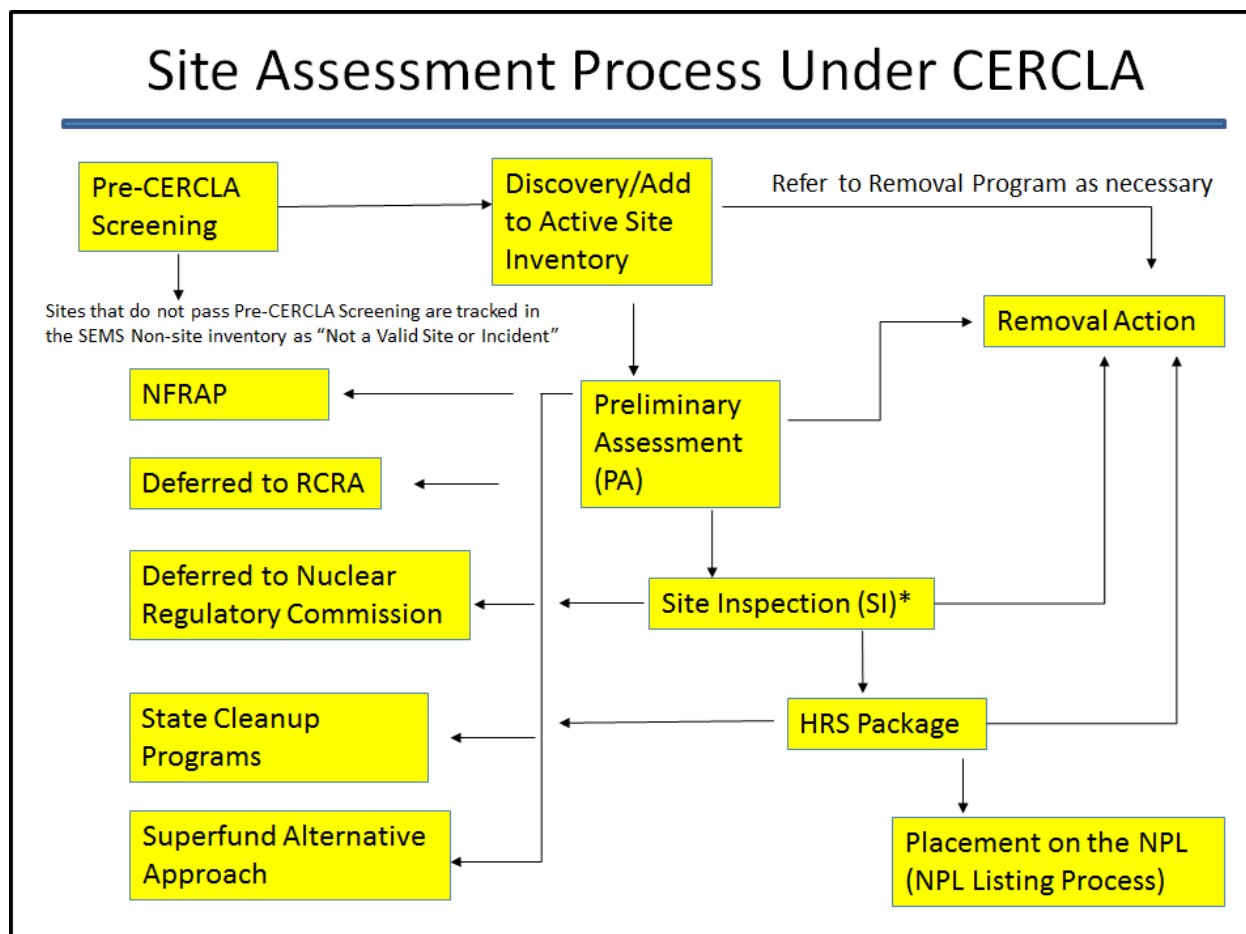 Site Assessment Process Under CERCLA
Pre-CERCLA
Screening
Discovery/Add
to Active Site
Inventory
Refer to Removal Program as necessary
Sites that do not pass Pre-CERCLA Screening are tracked in
the SEMS Non-site inventory as “Not a Valid Site or Incident”
Removal Action
NFRAP
Preliminary
Assessment
(PA)
Deferred to RCRA
Deferred to Nuclear
Regulatory Commission
Site Inspection (SI)*
State Cleanup
Programs
HRS Package
Superfund Alternative
Approach
Placement on the NPL
(NPL Listing Process)